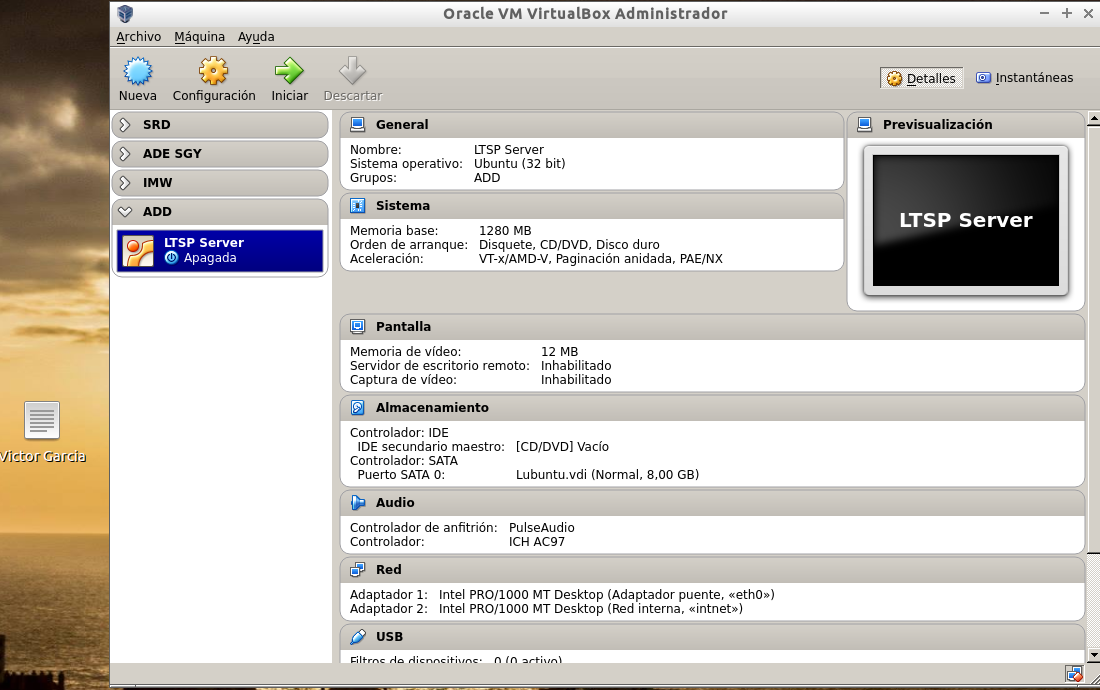 Oracle VM VirtualBox Administrador
Archivo Máquina Ayuda
Nueva Configuración Iniciar Descartar Detalles Instantáneas
SRD
ADE SGY
IMW
ADD
LTSP Server
Apagada
General
Nombre: LTSP Server
Sistema operativo: Ubuntu (32 bit)
Grupos: ADD
Previsualización
LTSP Server
Sistema
Memoria base: 1280 MB
Orden de arranque: Disquete, CD/DVD, Disco duro
Aceleración: VT-x/AMD-V, Paginación anidada, PAE/NX
Pantalla
Memoria de vídeo: 12 MB
Servidor de escritorio remoto: Inhabilitado
Captura de vídeo: Inhabilitado
Almacenamiento
Controlador: IDE
IDE secundario maestro: [CD/DVD] Vacío
Controlador: SATA
Puerto SATA 0: Lubuntu.vdi (Normal, 8,00 GB)
Audio
Controlador de anfitrión: PulseAudio
Controlador: ICH AC97
Red
Adaptador 1: Intel PRO/1000 MT Desktop (Adaptador puente, «eth0»)
Adaptador 2: Intel PRO/1000 MT Desktop (Red interna, «intnet»)
USB
Filtros de dispositivos: 0 (0 activo)
Victor Garcia